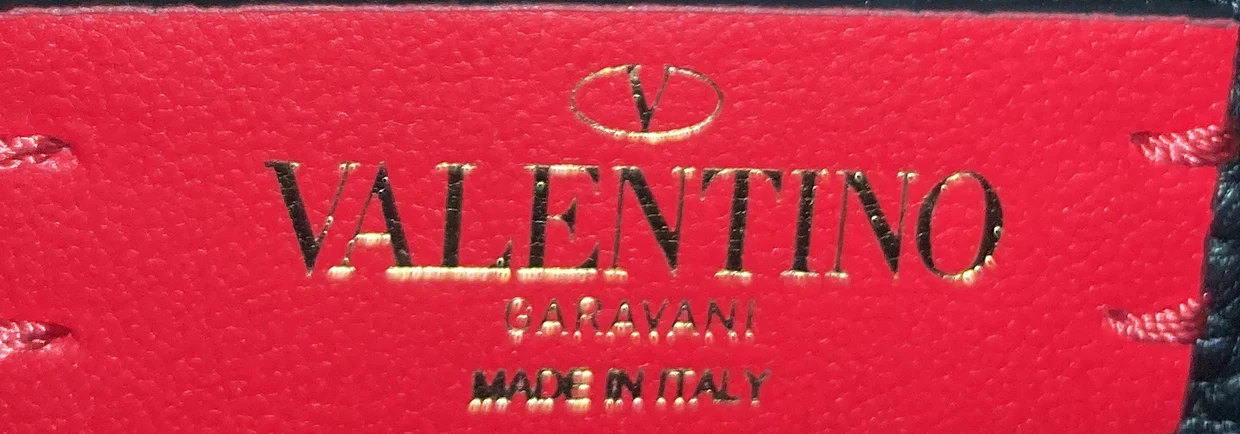 V
VALENTINO
GARAVANI
MADE IN ITALY